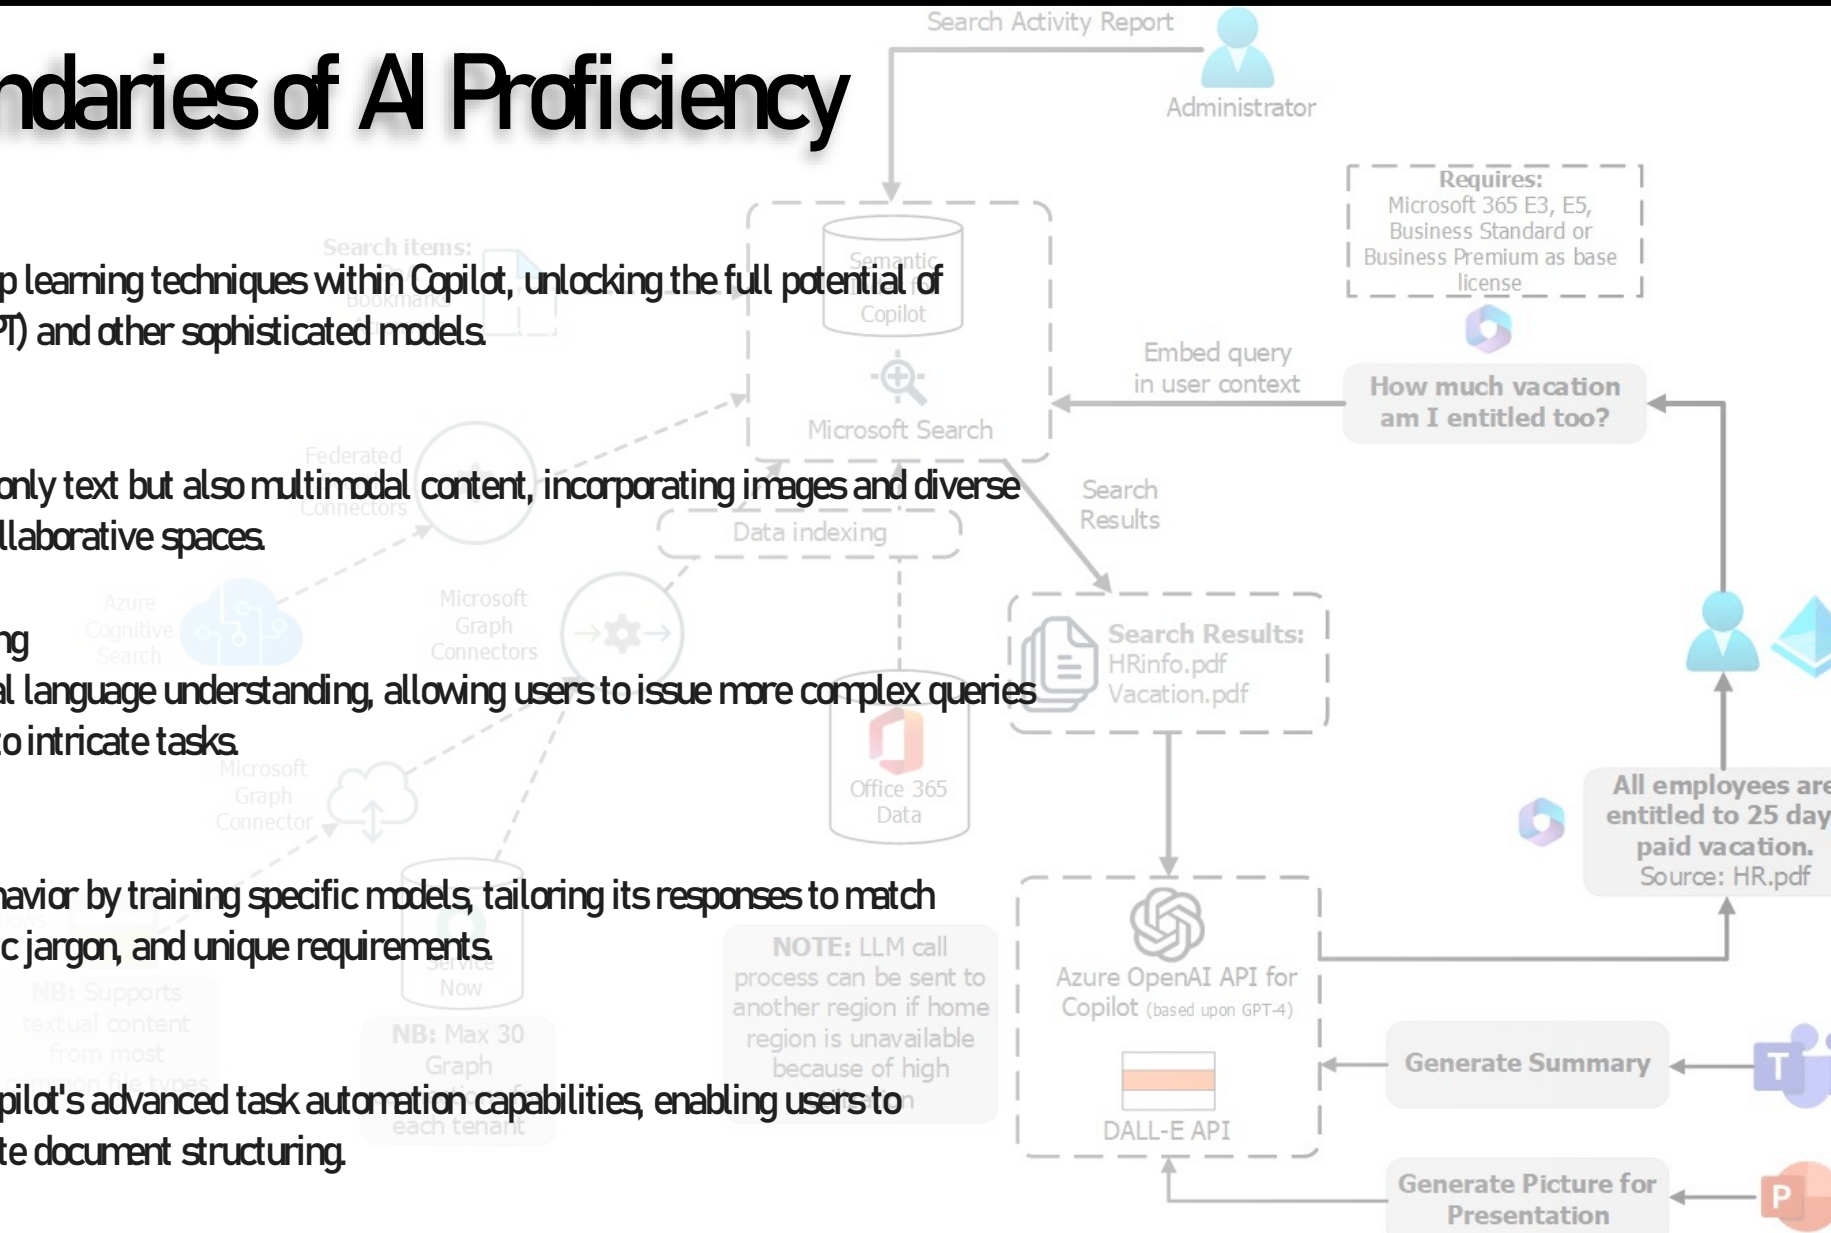 Search Activity Report
Administrator
ndaries of AI Proficiency
Requires:
Microsoft 365 E3, E5,
Business Standard or
Business Premium as base
license
Search items:
Bookmarks
Semantic
Copilot
p learning techniques within Copilot, unlocking the full potential of
PT) and other sophisticated models.
Embed query
in user context
How much vacation
am I entitled too?
Microsoft Search
Federated
Connectors
only text but also multimodal content, incorporating images and diverse
llaborative spaces.
Search
Results
Data indexing
Azure
Cognitive
Search
Microsoft
Graph
Connectors
Search Results:
HRinfo.pdf
Vacation.pdf
ng
al language understanding, allowing users to issue more complex queries
to intricate tasks.
Microsoft
Graph
Connector
Office 365
Data
All employees are
entitled to 25 day
paid vacation.
Source: HR.pdf
havior by training specific models, tailoring its responses to match
c jargon, and unique requirements.
Service
Now
NOTE: LLM call
process can be sent to
another region if home
region is unavailable
because of high
Azure OpenAI API for
Copilot (based upon GPT-4)
DALL-E API
NB: Supports
textual content
from most
file types
NB: Max 30
Graph
each tenant
Generate Summary
T
pilot's advanced task automation capabilities, enabling users to
te document structuring.
Generate Picture for
Presentation
P